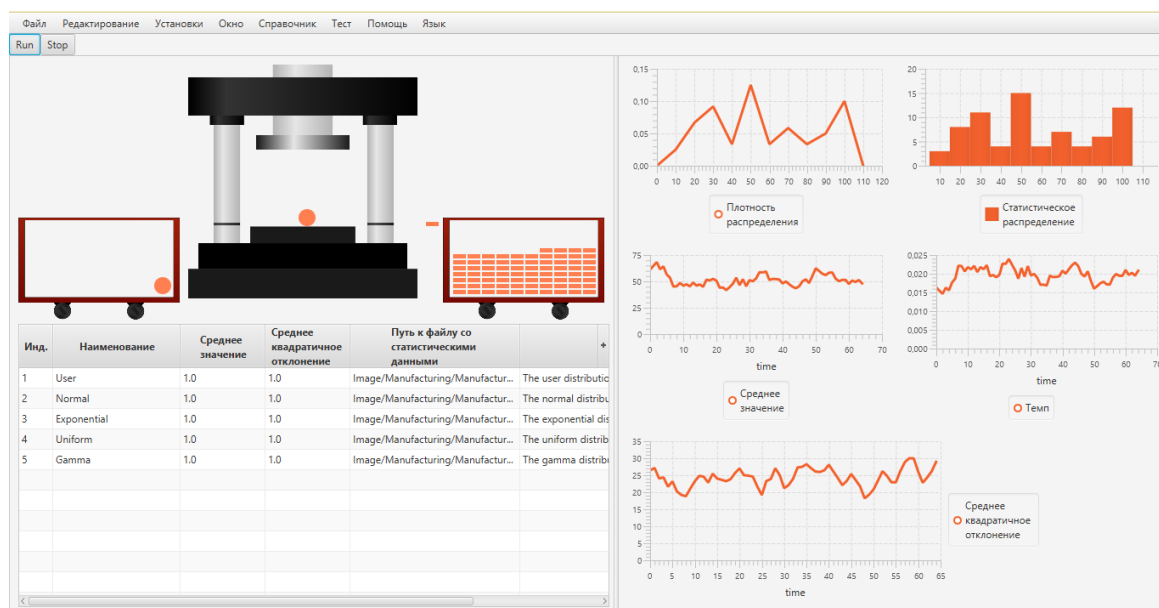 Файл Редактирование Установки Окно Справочник Тест Помощь Язык
Run Stop
Инд. Наименование Среднее значение Среднее квадратичное отклонение Путь к файлу со статистическими данными +
1 User 1.0 1.0 Image/Manufacturing/Manufactur... The user distributic
2 Normal 1.0 1.0 Image/Manufacturing/Manufactur... The normal distribu
3 Exponential 1.0 1.0 Image/Manufacturing/Manufactur... The exponential dis
4 Uniform 1.0 1.0 Image/Manufacturing/Manufactur... The uniform distrib
5 Gamma 1.0 1.0 Image/Manufacturing/Manufactur... The gamma distribu
0,15
0,10
0,05
0,00
0 10 20 30 40 50 60 70 80 90 100 110 120
Плотность
распределения
20
15
10
5
0
10 20 30 40 50 60 70 80 90 100 110
Статистическое
распределение
75
50
25
0
0 10 20 30 40 50 60 70
time
Среднее
значение
0,025
0,020
0,015
0,010
0,005
0,000
0 10 20 30 40 50 60 70
time
Темп
35
30
25
20
15
10
5
0
0 5 10 15 20 25 30 35 40 45 50 55 60 65
time
Среднее
квадратичное
отклонение